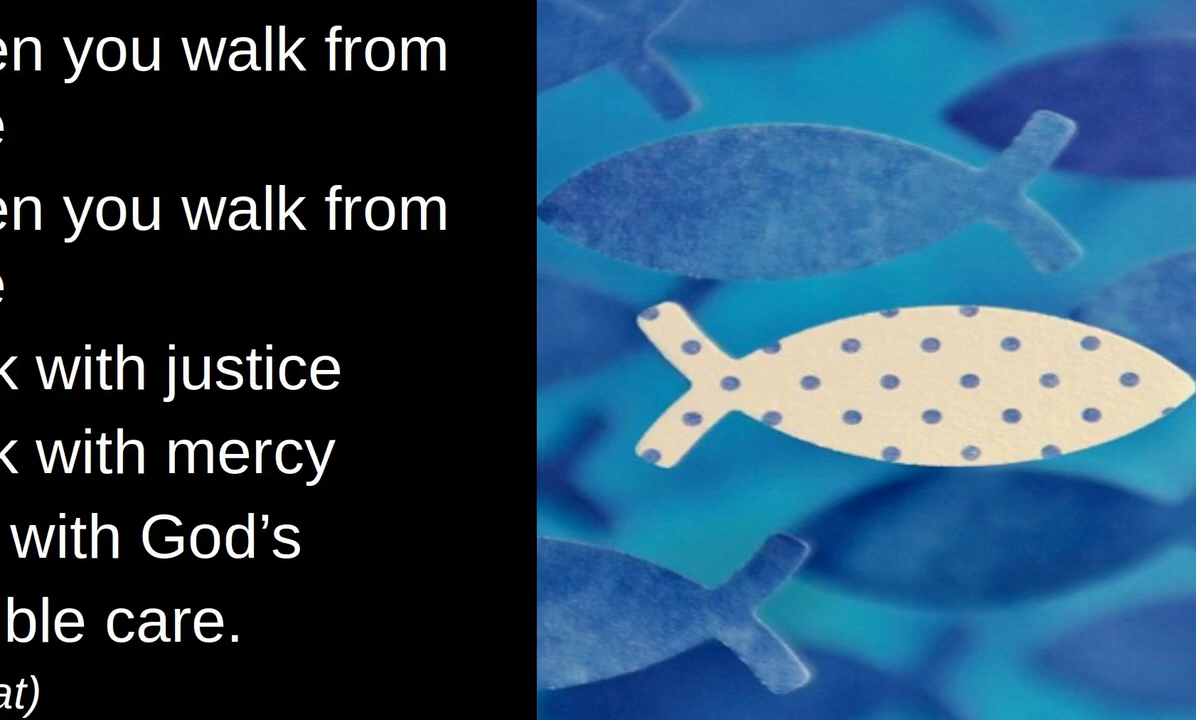 en you walk from
e
en you walk from
e
k with justice
k with mercy
with God’s
ble care.
at)